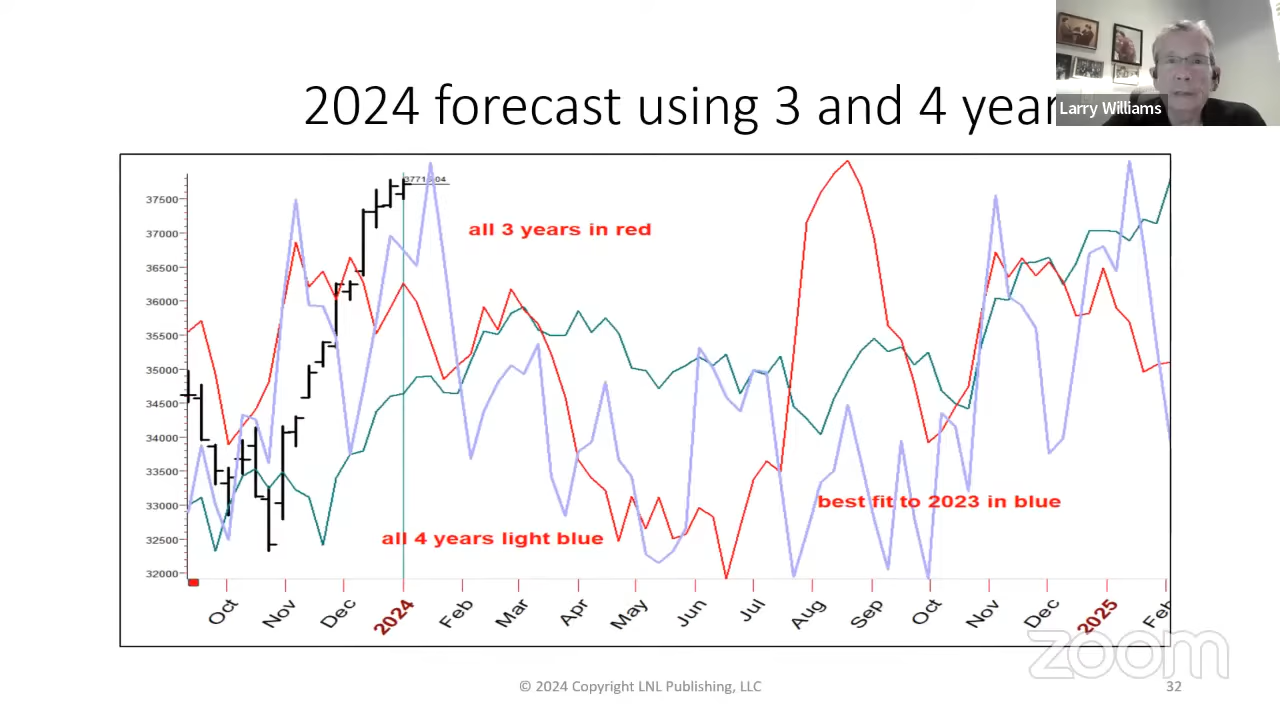 Larry Williams
2024 forecast using 3 and 4 year
37500
37000
36500
36000
35500
35000
34500
34000
33500
33000
32500
32000
all 3 years in red
best fit to 2023 in blue
all 4 years light blue
Oct
Nov
Dec
2024
Feb
Mar
Apr
May
Jun
Jul
Aug
Sep
Oct
Nov
Dec
2025
Feb
zoom
© 2024 Copyright LNL Publishing, LLC
32